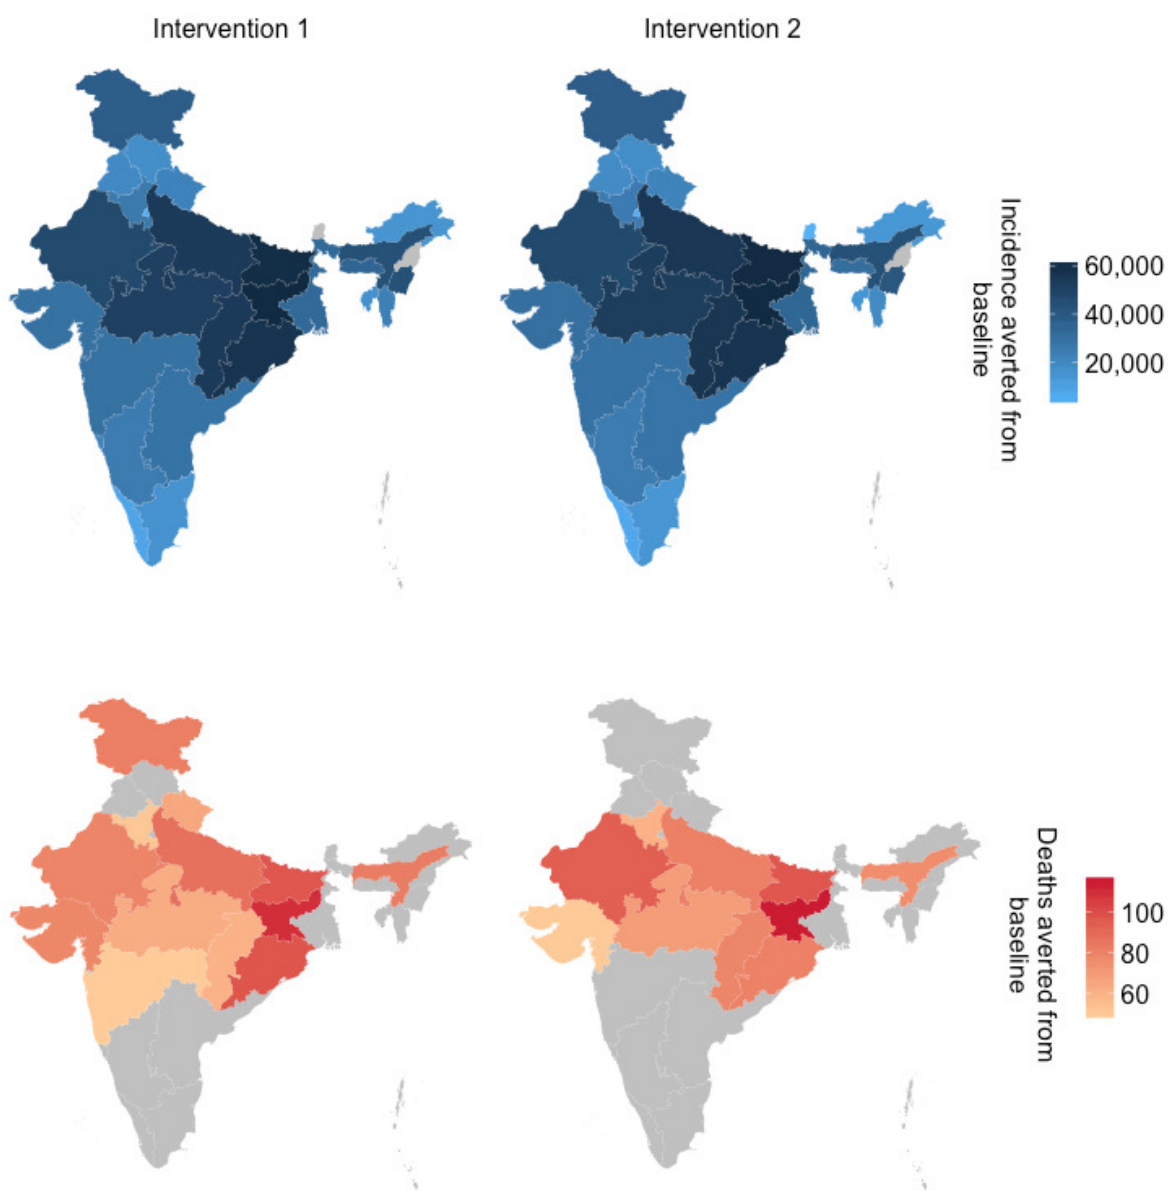 Intervention 1
Intervention 2
Incidence averted from
baseline
60,000
40,000
20,000
Deaths averted from
baseline
100
80
60